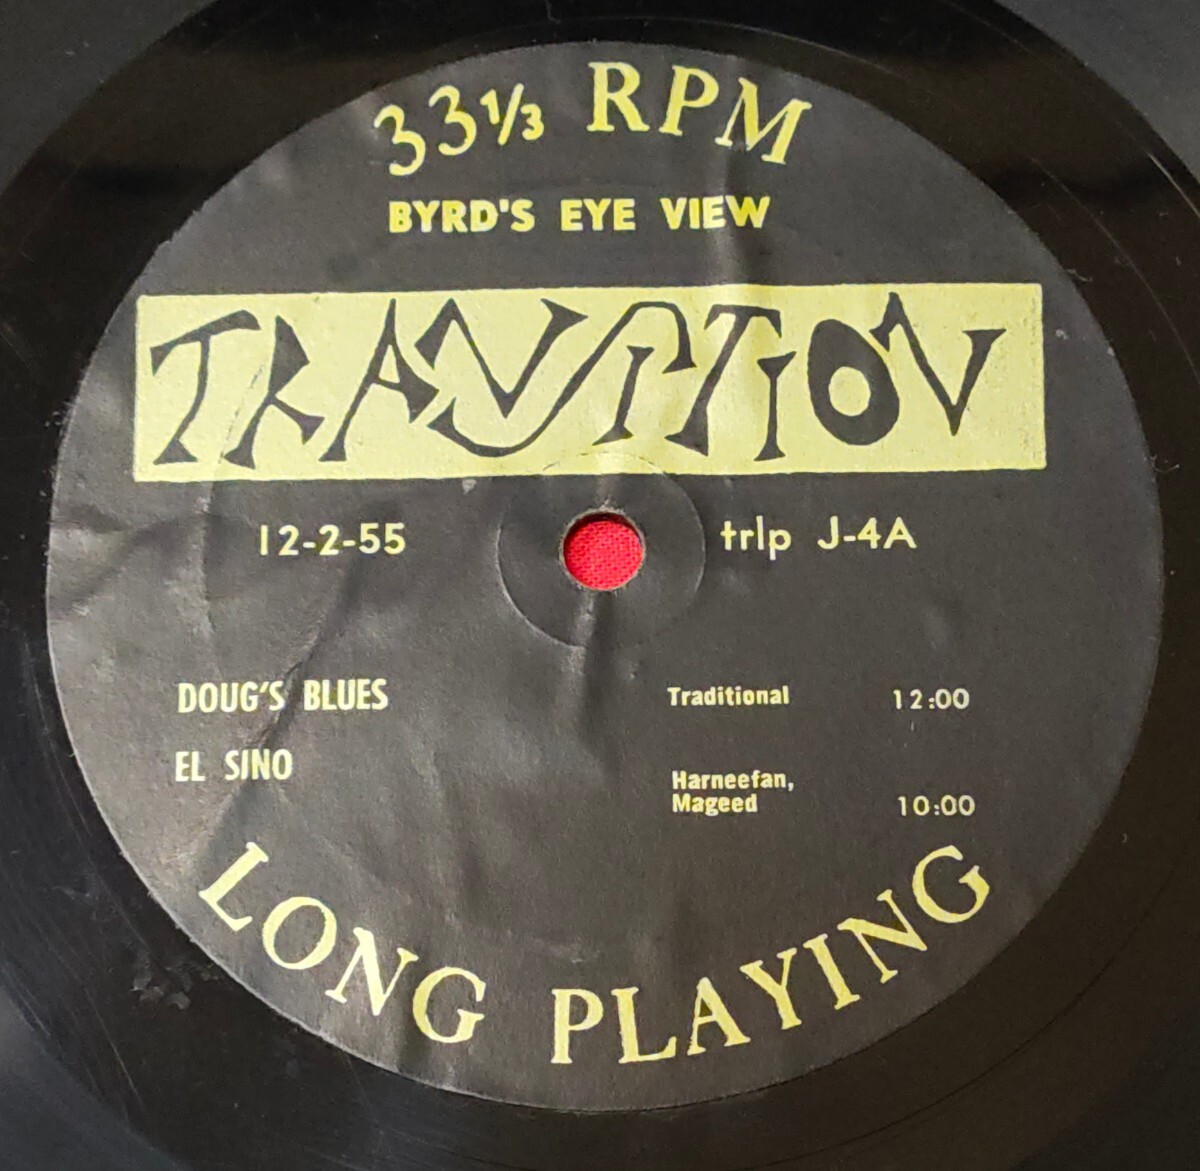 33⅓ RPM
BYRD'S EYE VIEW
TRANSITION
12-2-55 trlp J-4A
DOUG'S BLUES Traditional 12:00
EL SINO Harneefan,
Mageed 10:00
LONG PLAYING